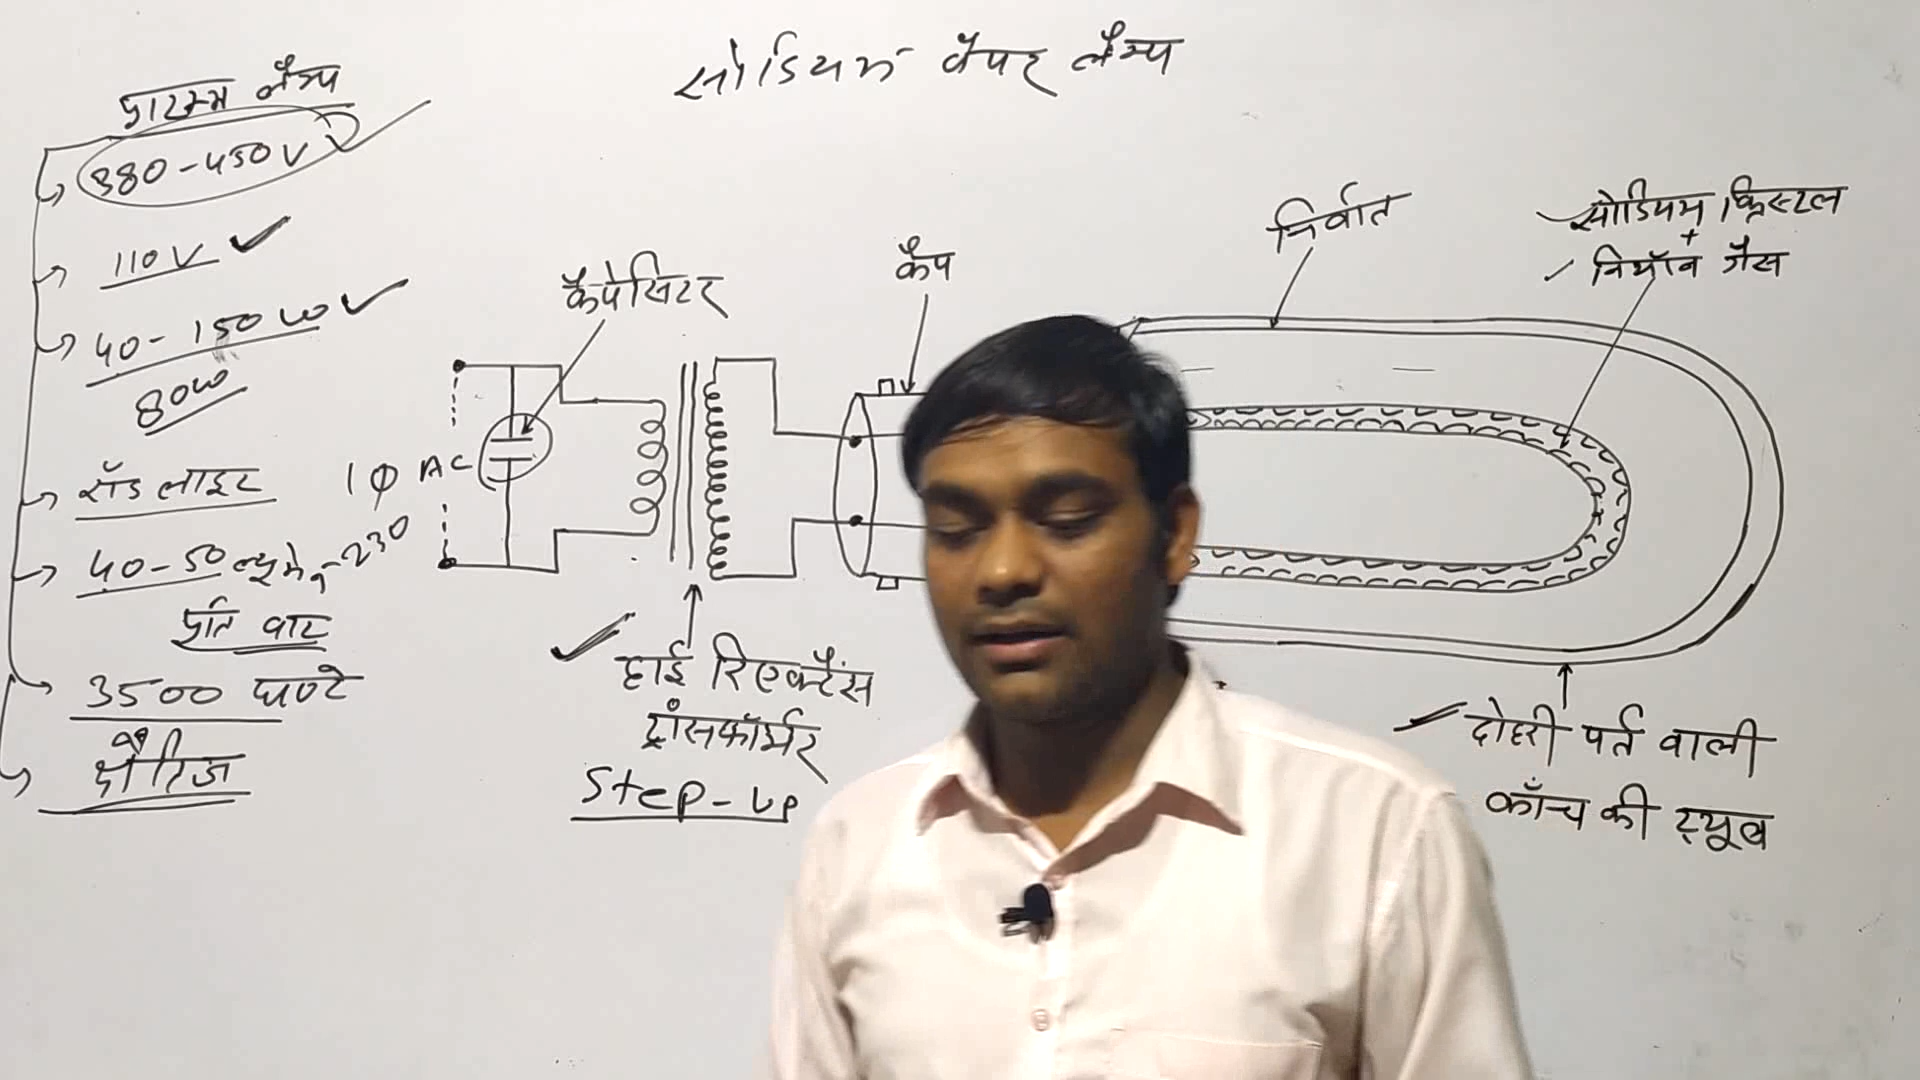 सोडियम वेपर लैम्प
प्रारम्भ लैम्प
380-450V
110V
40-150W
80W
रॉड लाइट
40-50 ल्यूमेन
प्रति वाट
3500 घण्टे
क्षैतिज
1Φ AC
230
कैपेसिटर
हाई रिएक्टैंस
ट्रांसफॉर्मर
Step-up
कैप
निर्वात
सोडियम क्रिस्टल
+
नियॉन गैस
दोहरी पर्त वाली
काँच की ट्यूब